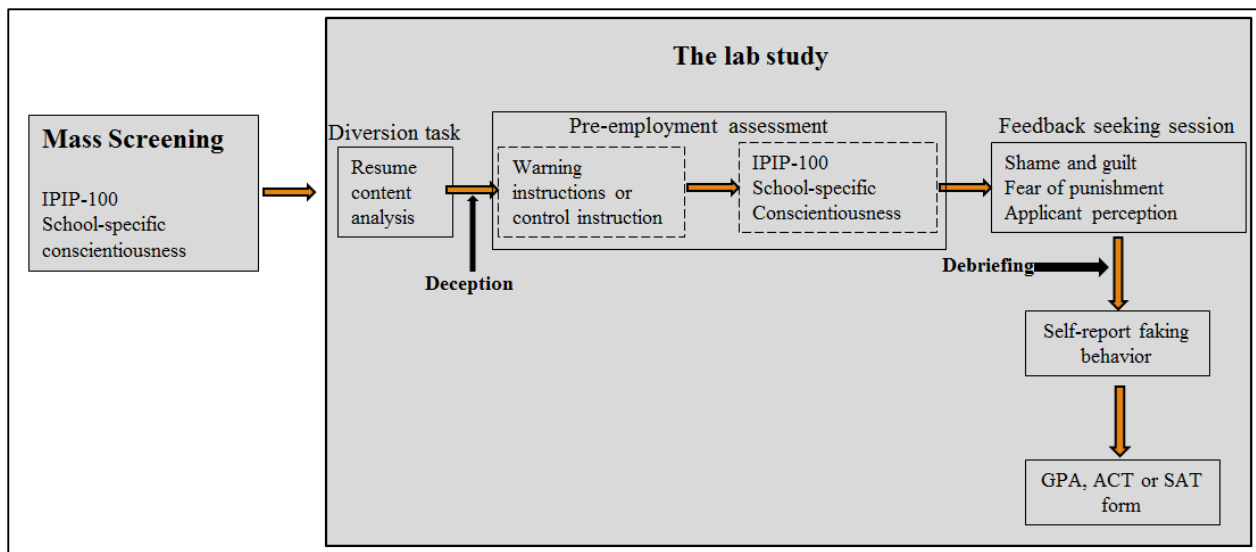 The lab study
Mass Screening
IPIP-100
School-specific
conscientiousness
Diversion task
Resume
content
analysis
Deception
Pre-employment assessment
Warning
instructions or
control instruction
IPIP-100
School-specific
Conscientiousness
Feedback seeking session
Shame and guilt
Fear of punishment
Applicant perception
Debriefing
Self-report faking
behavior
GPA, ACT or SAT
form